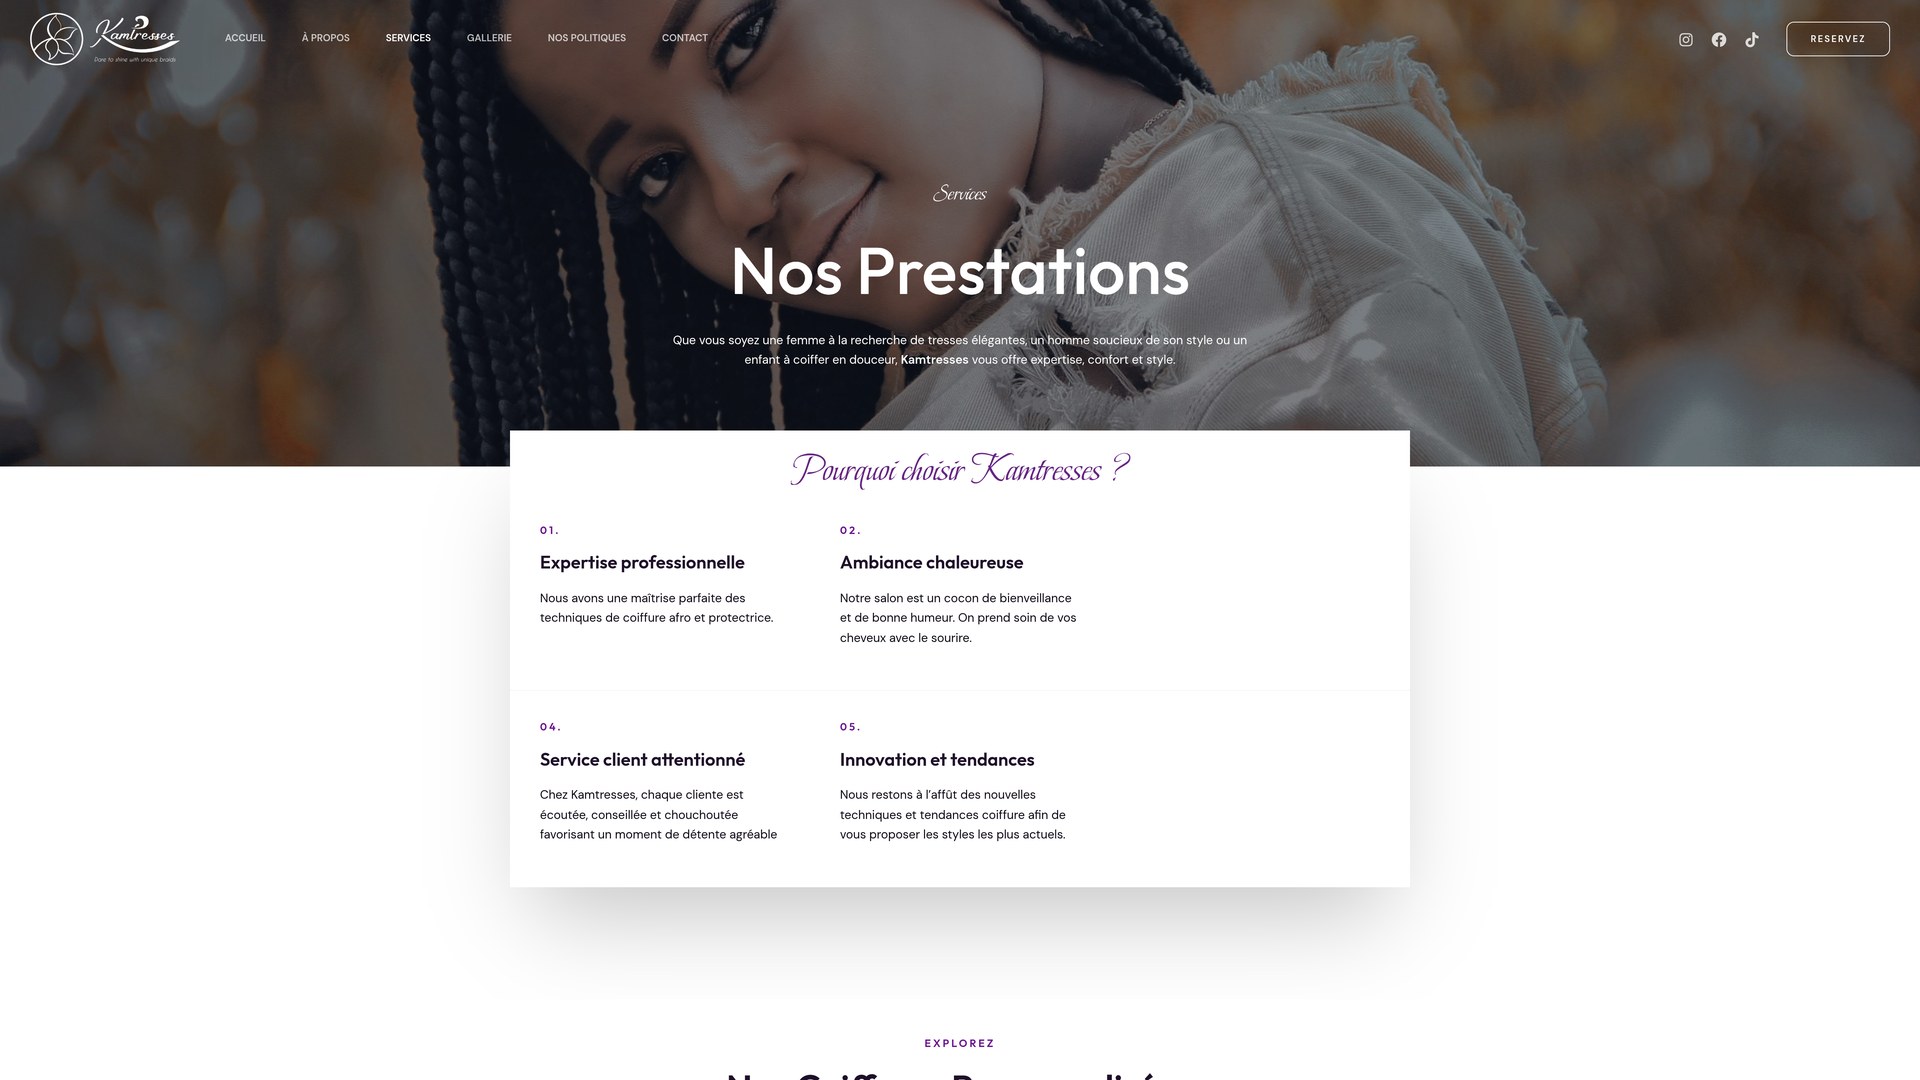 Kamtresses
Dare to shine with unique braids
ACCUEIL
À PROPOS
SERVICES
GALLERIE
NOS POLITIQUES
CONTACT
RESERVEZ
Services
Nos Prestations
Que vous soyez une femme à la recherche de tresses élégantes, un homme soucieux de son style ou un
enfant à coiffer en douceur, Kamtresses vous offre expertise, confort et style.
Pourquoi choisir Kamtresses ?
01.
Expertise professionnelle
Nous avons une maîtrise parfaite des
techniques de coiffure afro et protectrice.
02.
Ambiance chaleureuse
Notre salon est un cocon de bienveillance
et de bonne humeur. On prend soin de vos
cheveux avec le sourire.
04.
Service client attentionné
Chez Kamtresses, chaque cliente est
écoutée, conseillée et chouchoutée
favorisant un moment de détente agréable
05.
Innovation et tendances
Nous restons à l’affût des nouvelles
techniques et tendances coiffure afin de
vous proposer les styles les plus actuels.
EXPLOREZ